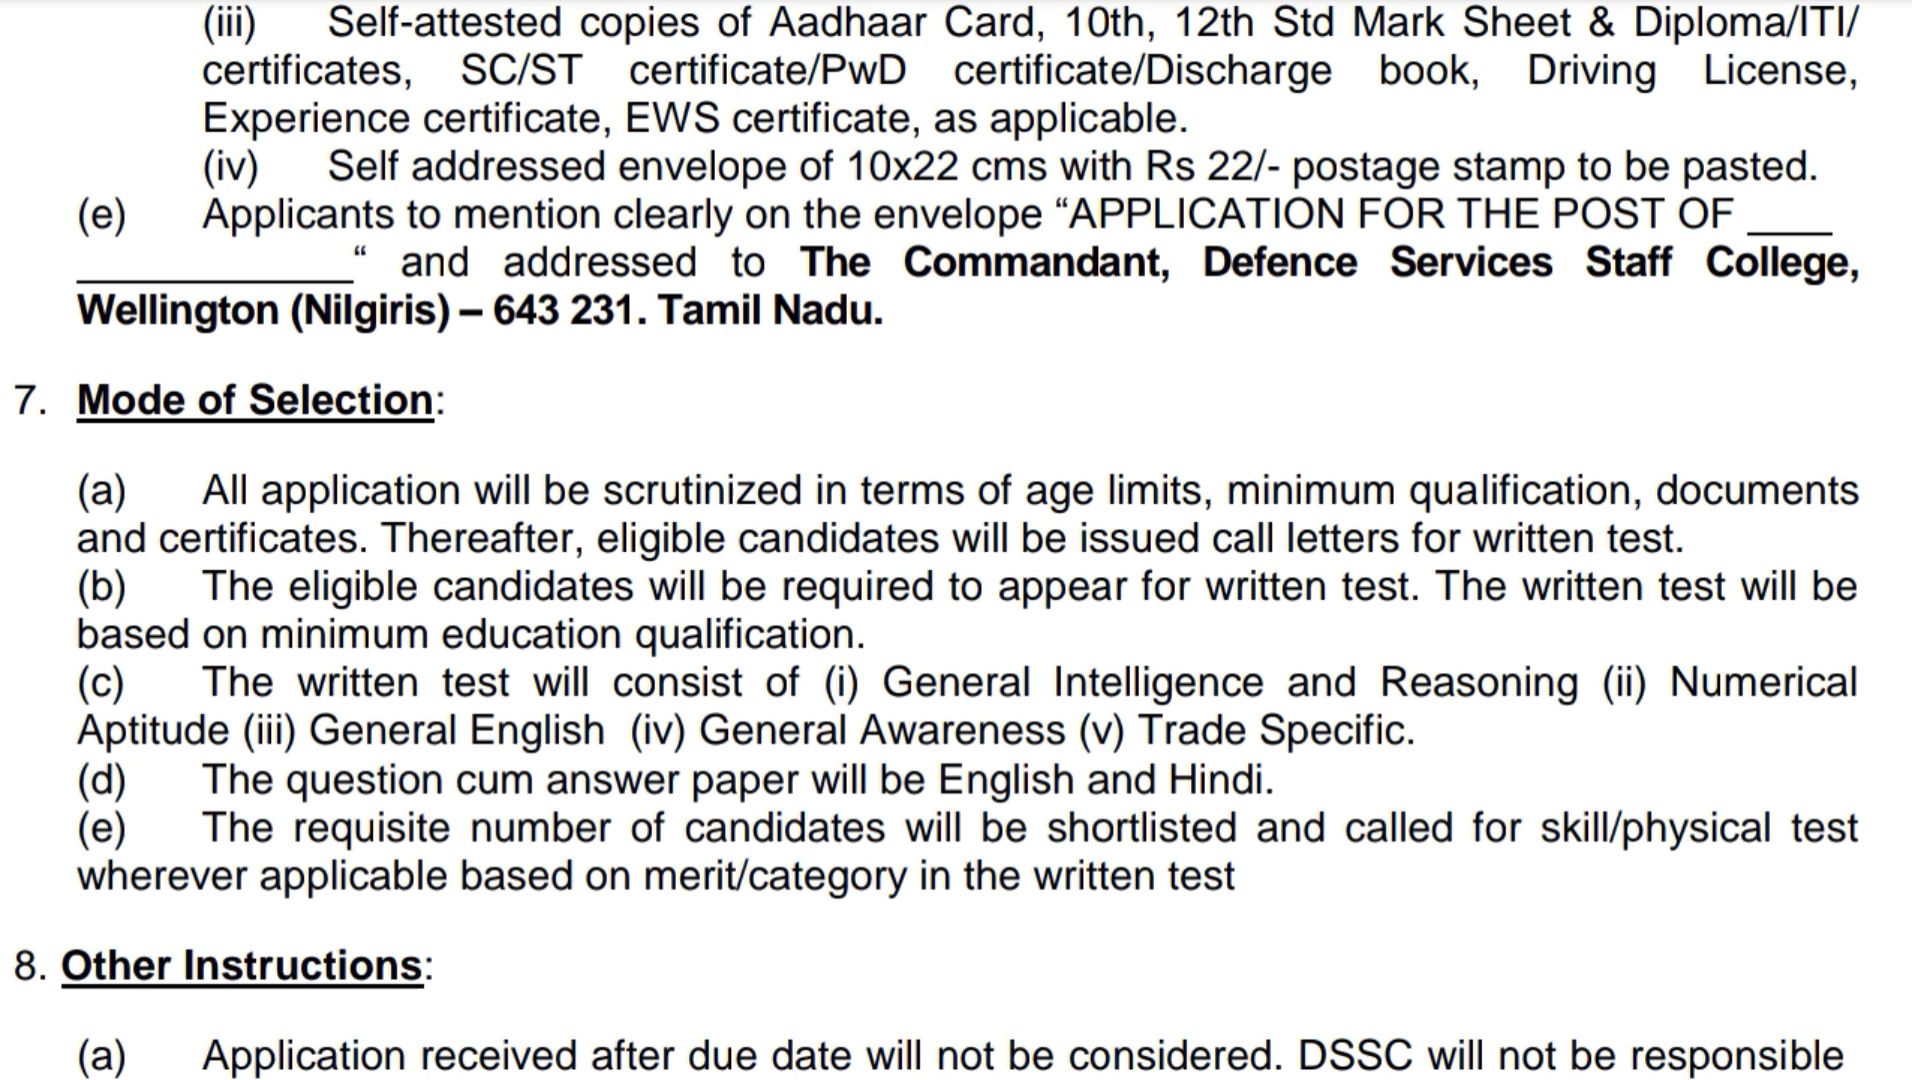 (iii) Self-attested copies of Aadhaar Card, 10th, 12th Std Mark Sheet & Diploma/ITI/
certificates, SC/ST certificate/PwD certificate/Discharge book, Driving License,
Experience certificate, EWS certificate, as applicable.
(iv) Self addressed envelope of 10x22 cms with Rs 22/- postage stamp to be pasted.
(e) Applicants to mention clearly on the envelope “APPLICATION FOR THE POST OF ____
_____________“ and addressed to The Commandant, Defence Services Staff College,
Wellington (Nilgiris) – 643 231. Tamil Nadu.
7. Mode of Selection:
(a) All application will be scrutinized in terms of age limits, minimum qualification, documents
and certificates. Thereafter, eligible candidates will be issued call letters for written test.
(b) The eligible candidates will be required to appear for written test. The written test will be
based on minimum education qualification.
(c) The written test will consist of (i) General Intelligence and Reasoning (ii) Numerical
Aptitude (iii) General English (iv) General Awareness (v) Trade Specific.
(d) The question cum answer paper will be English and Hindi.
(e) The requisite number of candidates will be shortlisted and called for skill/physical test
wherever applicable based on merit/category in the written test
8. Other Instructions:
(a) Application received after due date will not be considered. DSSC will not be responsible